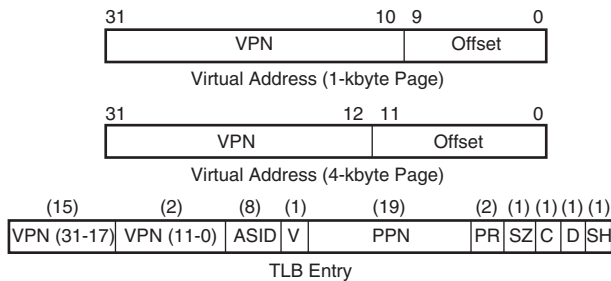 31 10 9 0
VPN Offset
Virtual Address (1-kbyte Page)
31 12 11 0
VPN Offset
Virtual Address (4-kbyte Page)
(15) (2) (8) (1) (19) (2) (1) (1) (1) (1)
VPN (31-17) VPN (11-0) ASID V PPN PR SZ C D SH
TLB Entry